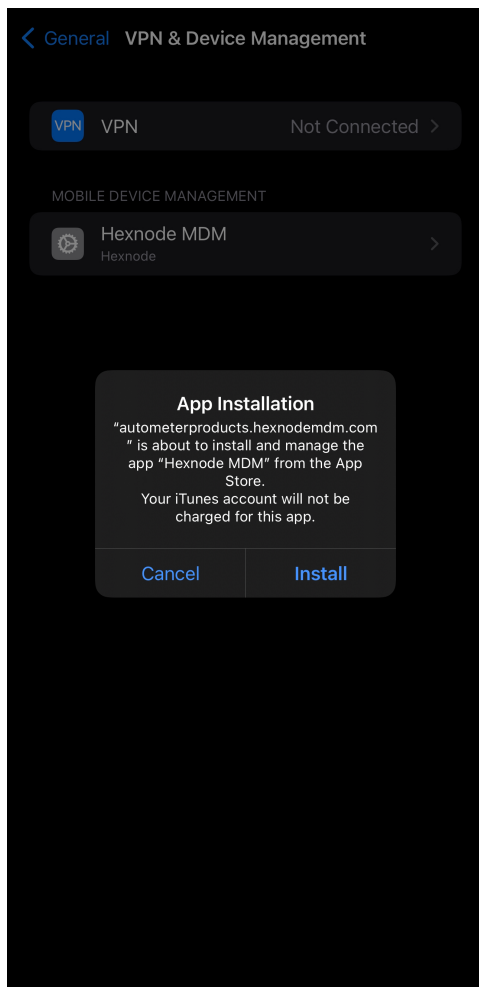 General VPN & Device Management
VPN VPN Not Connected
MOBILE DEVICE MANAGEMENT
Hexnode MDM
Hexnode
App Installation
“autometerproducts.hexnodemdm.com
” is about to install and manage the
app “Hexnode MDM” from the App
Store.
Your iTunes account will not be
charged for this app.
Cancel Install